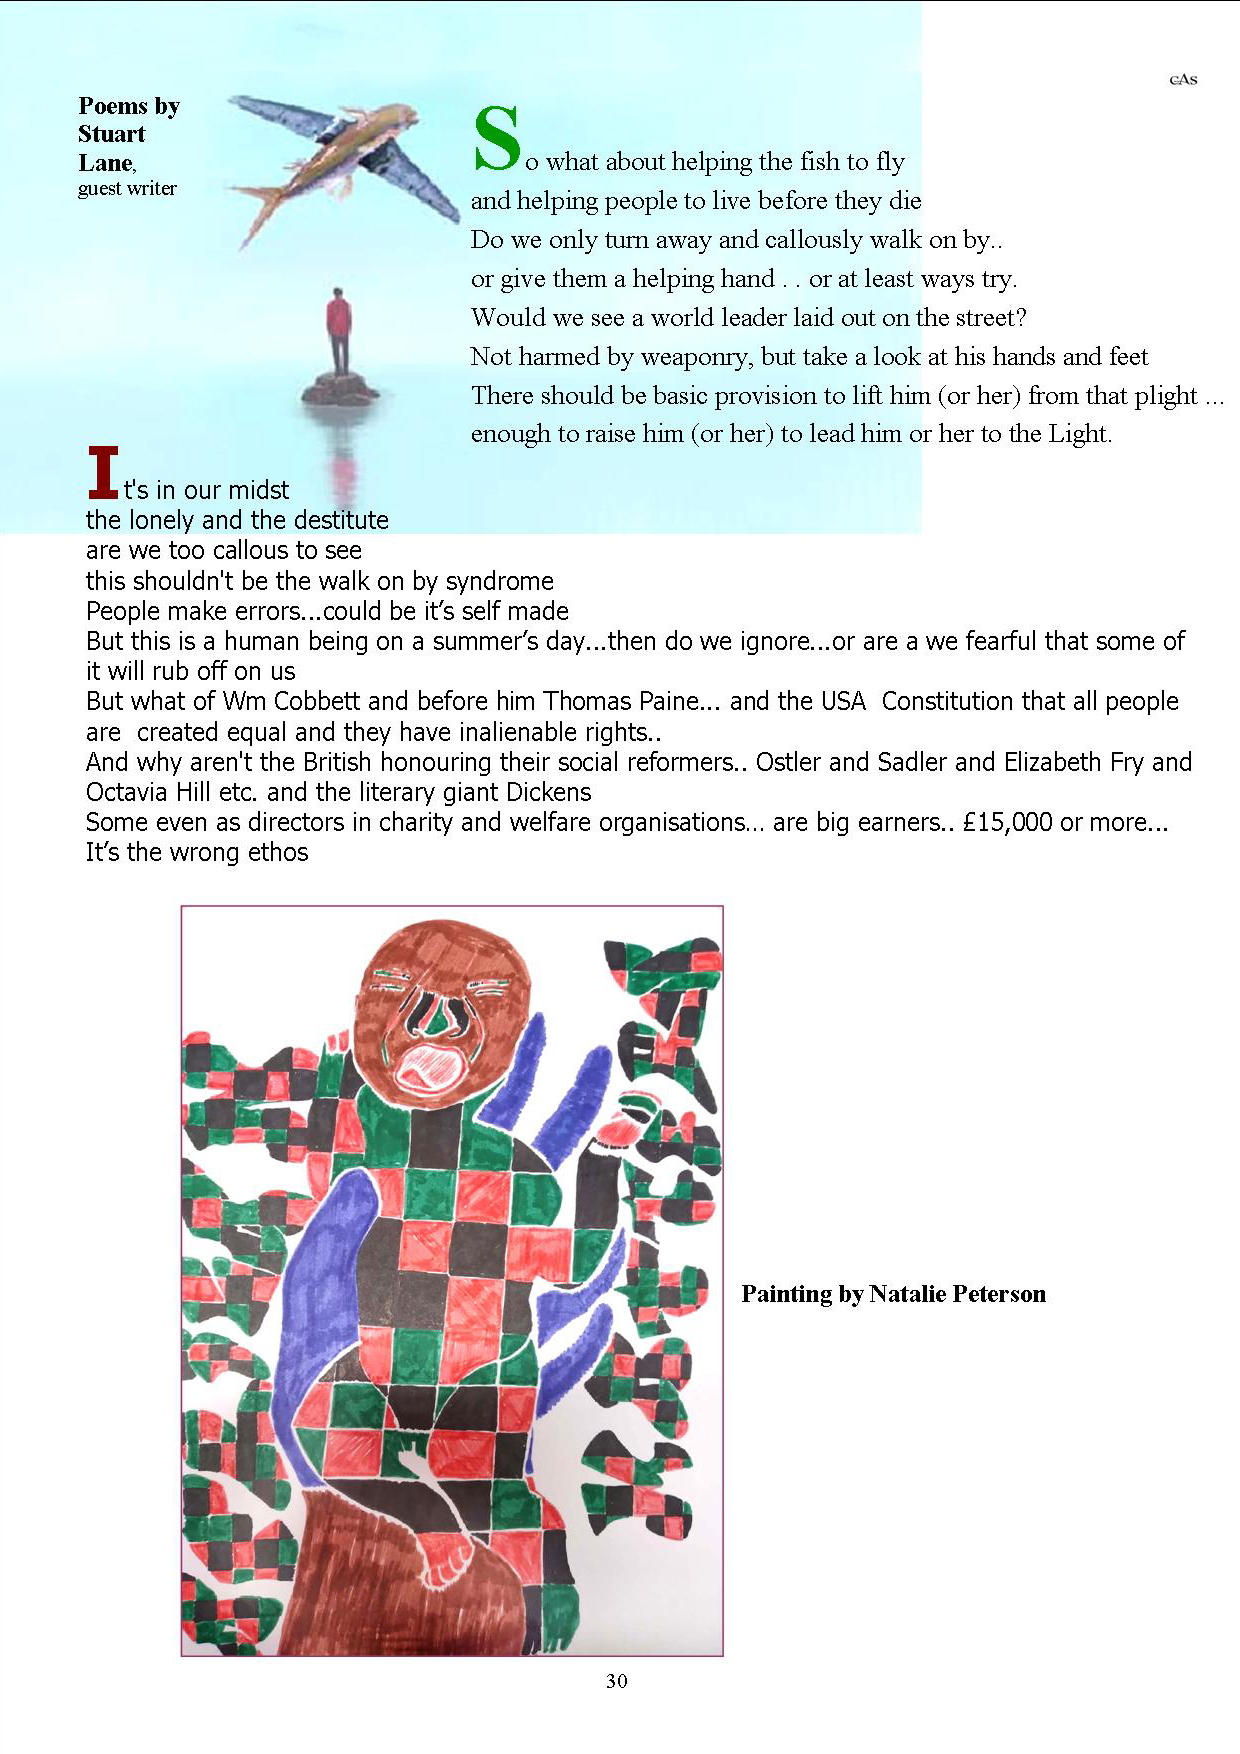 GAS
Poems by
Stuart
Lane,
guest writer
So what about helping the fish to fly
and helping people to live before they die
Do we only turn away and callously walk on by..
or give them a helping hand . . or at least ways try.
Would we see a world leader laid out on the street?
Not harmed by weaponry, but take a look at his hands and feet
There should be basic provision to lift him (or her) from that plight ...
enough to raise him (or her) to lead him or her to the Light.
It's in our midst
the lonely and the destitute
are we too callous to see
this shouldn't be the walk on by syndrome
People make errors...could be it’s self made
But this is a human being on a summer’s day...then do we ignore...or are a we fearful that some of
it will rub off on us
But what of Wm Cobbett and before him Thomas Paine... and the USA  Constitution that all people
are  created equal and they have inalienable rights..
And why aren't the British honouring their social reformers.. Ostler and Sadler and Elizabeth Fry and
Octavia Hill etc. and the literary giant Dickens
Some even as directors in charity and welfare organisations... are big earners.. £15,000 or more...
It’s the wrong ethos
Painting by Natalie Peterson
30